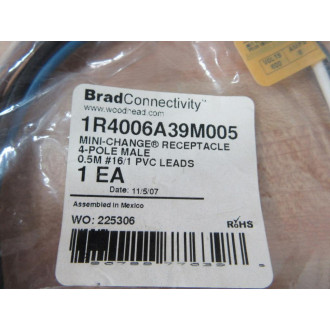 BradConnectivity™
www.woodhead.com
1R4006A39M005
MINI-CHANGE® RECEPTACLE
4-POLE MALE
0.5M #16/1 PVC LEADS
1 EA
Date: 11/5/07
Assembled in Mexico
WO: 225306
RoHS